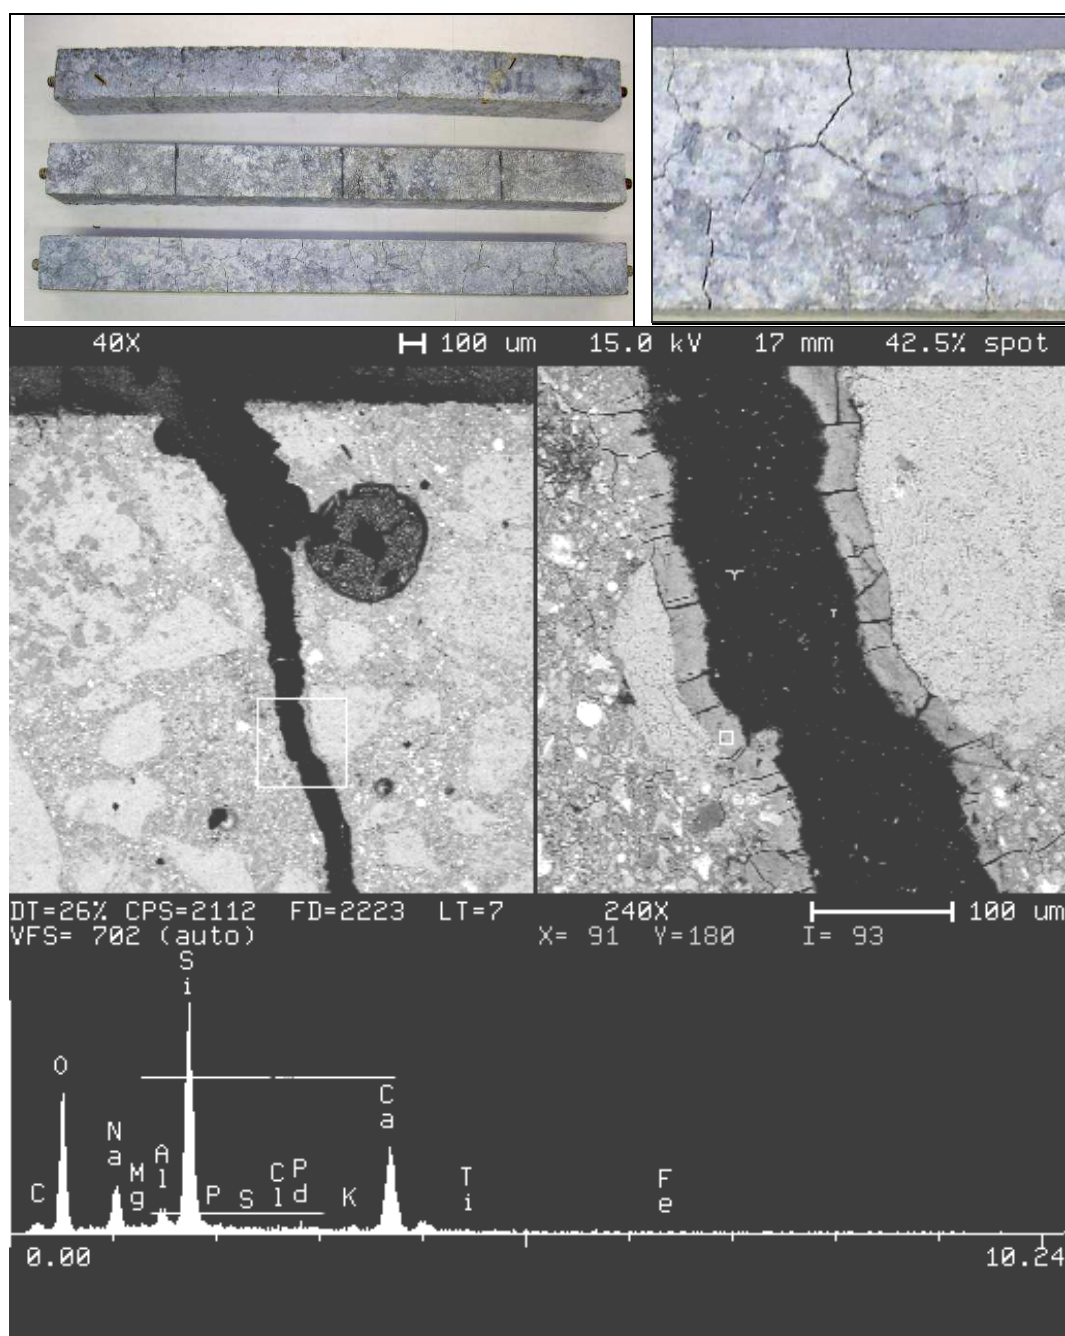 40X 100 um 15.0 kV 17 mm 42.5% spot
DT=26% CPS=2112 FD=2223 LT=7 240X 100 um
VFS= 702 (auto) X= 91 Y=180 I= 93
Si
O
Ca
Na
Mg
Al
Cl
Pd
C
P
S
K
Ti
Fe
0.00 10.24